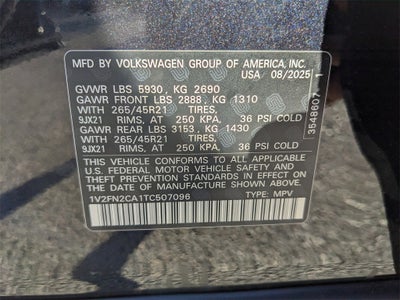 MFD. BY VOLKSWAGEN GROUP OF AMERICA, INC.
USA 08/2025
GVWR LBS 5930, KG 2690
GAWR FRONT LBS 2888, KG 1310
WITH 265/45R21 TIRES
9JX21 RIMS, AT 250 KPA, 36 PSI COLD
GAWR REAR LBS 3153, KG 1430
WITH 265/45R21 TIRES
9JX21 RIMS, AT 250 KPA, 36 PSI COLD
THIS VEHICLE CONFORMS TO ALL APPLICABLE
U.S. FEDERAL MOTOR VEHICLE SAFETY AND
THEFT PREVENTION STANDARDS IN EFFECT ON
THE DATE OF MANUFACTURE SHOWN ABOVE.
1V2FN2CA1TC507096 TYPE: MPV
3548607 1